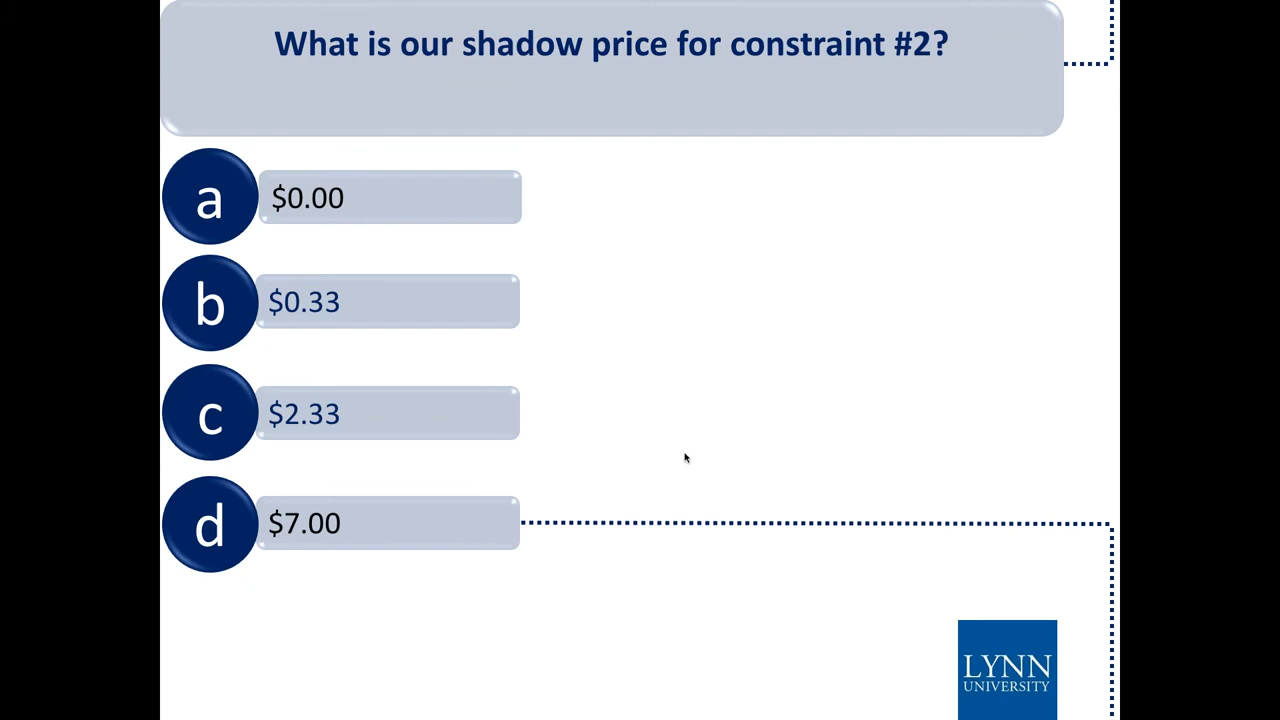 What is our shadow price for constraint #2?
a
$0.00
b
$0.33
c
$2.33
d
$7.00
LYNN
UNIVERSITY